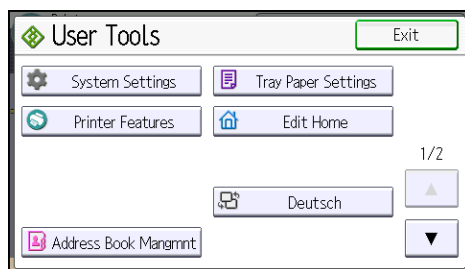 User Tools
Exit
System Settings
Tray Paper Settings
Printer Features
Edit Home
1/2
Deutsch
Address Book Mangmnt